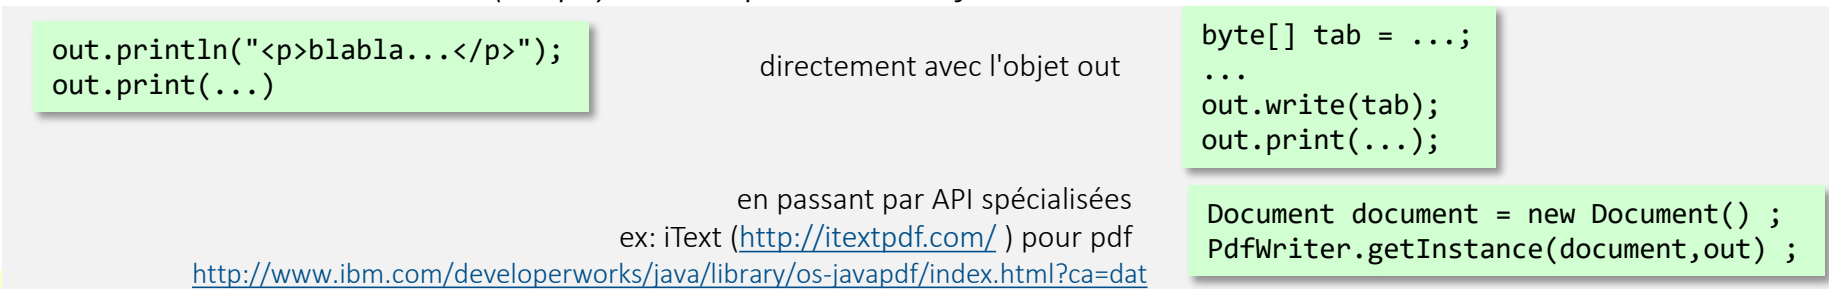 out.println("<p>blabla...</p>");
out.print(...)
directement avec l'objet out
byte[] tab = ...;
...
out.write(tab);
out.print(...);
en passant par API spécialisées
ex: iText (http://itextpdf.com/ ) pour pdf
http://www.ibm.com/developerworks/java/library/os-javapdf/index.html?ca=dat
Document document = new Document() ;
PdfWriter.getInstance(document,out) ;